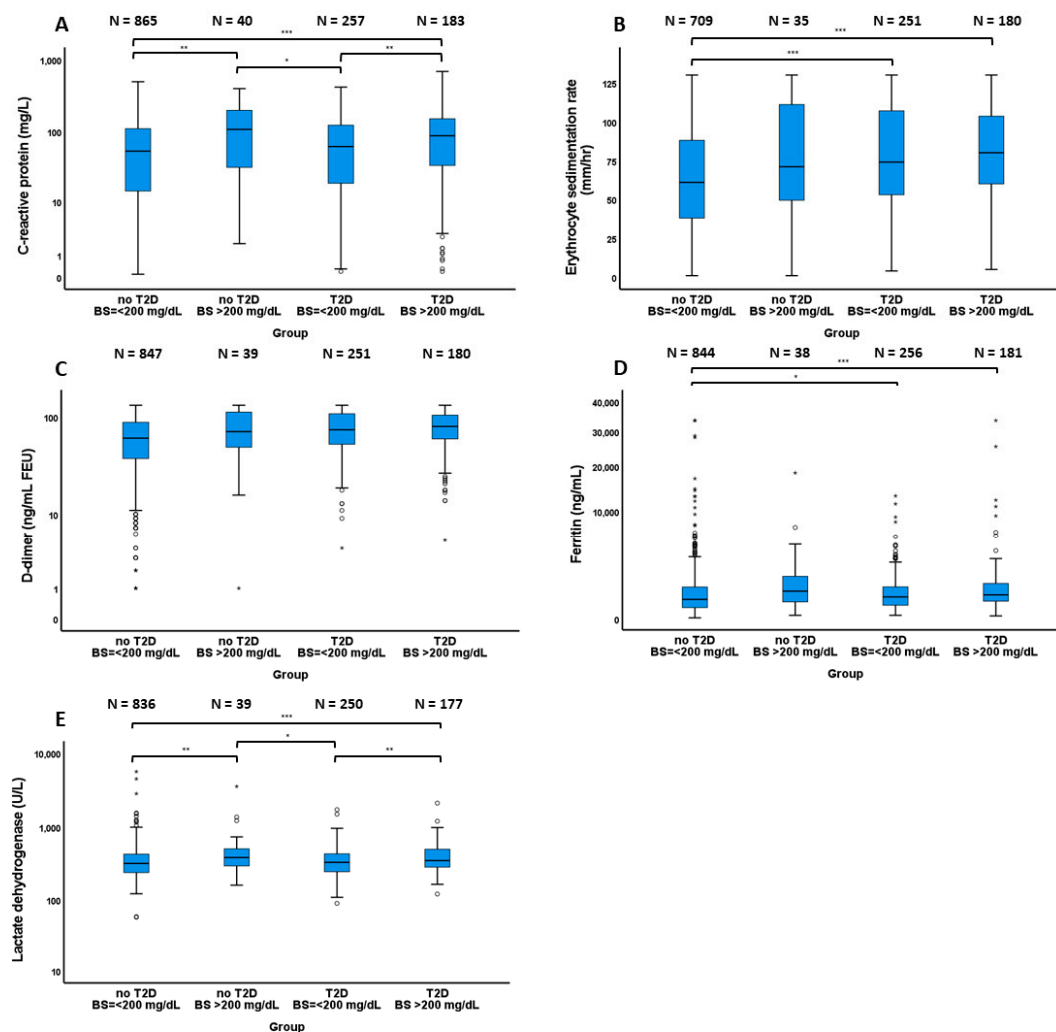 A
N = 865 N = 40 N = 257 N = 183
***
** **
*
1,000
100
10
1
0
C-reactive protein (mg/L)
no T2D BS=<200 mg/dL
no T2D BS >200 mg/dL
T2D BS=<200 mg/dL
T2D BS >200 mg/dL
Group
B
N = 709 N = 35 N = 251 N = 180
***
***
125
100
75
50
25
0
Erythrocyte sedimentation rate
(mm/hr)
no T2D BS=<200 mg/dL
no T2D BS >200 mg/dL
T2D BS=<200 mg/dL
T2D BS >200 mg/dL
Group
C
N = 847 N = 39 N = 251 N = 180
100
10
1
0
D-dimer (ng/mL FEU)
no T2D BS=<200 mg/dL
no T2D BS >200 mg/dL
T2D BS=<200 mg/dL
T2D BS >200 mg/dL
Group
D
N = 844 N = 38 N = 256 N = 181
***
*
40,000
30,000
20,000
10,000
0
Ferritin (ng/mL)
no T2D BS=<200 mg/dL
no T2D BS >200 mg/dL
T2D BS=<200 mg/dL
T2D BS >200 mg/dL
Group
E
N = 836 N = 39 N = 250 N = 177
***
*
** **
10,000
1,000
100
10
Lactate dehydrogenase (U/L)
no T2D BS=<200 mg/dL
no T2D BS >200 mg/dL
T2D BS=<200 mg/dL
T2D BS >200 mg/dL
Group